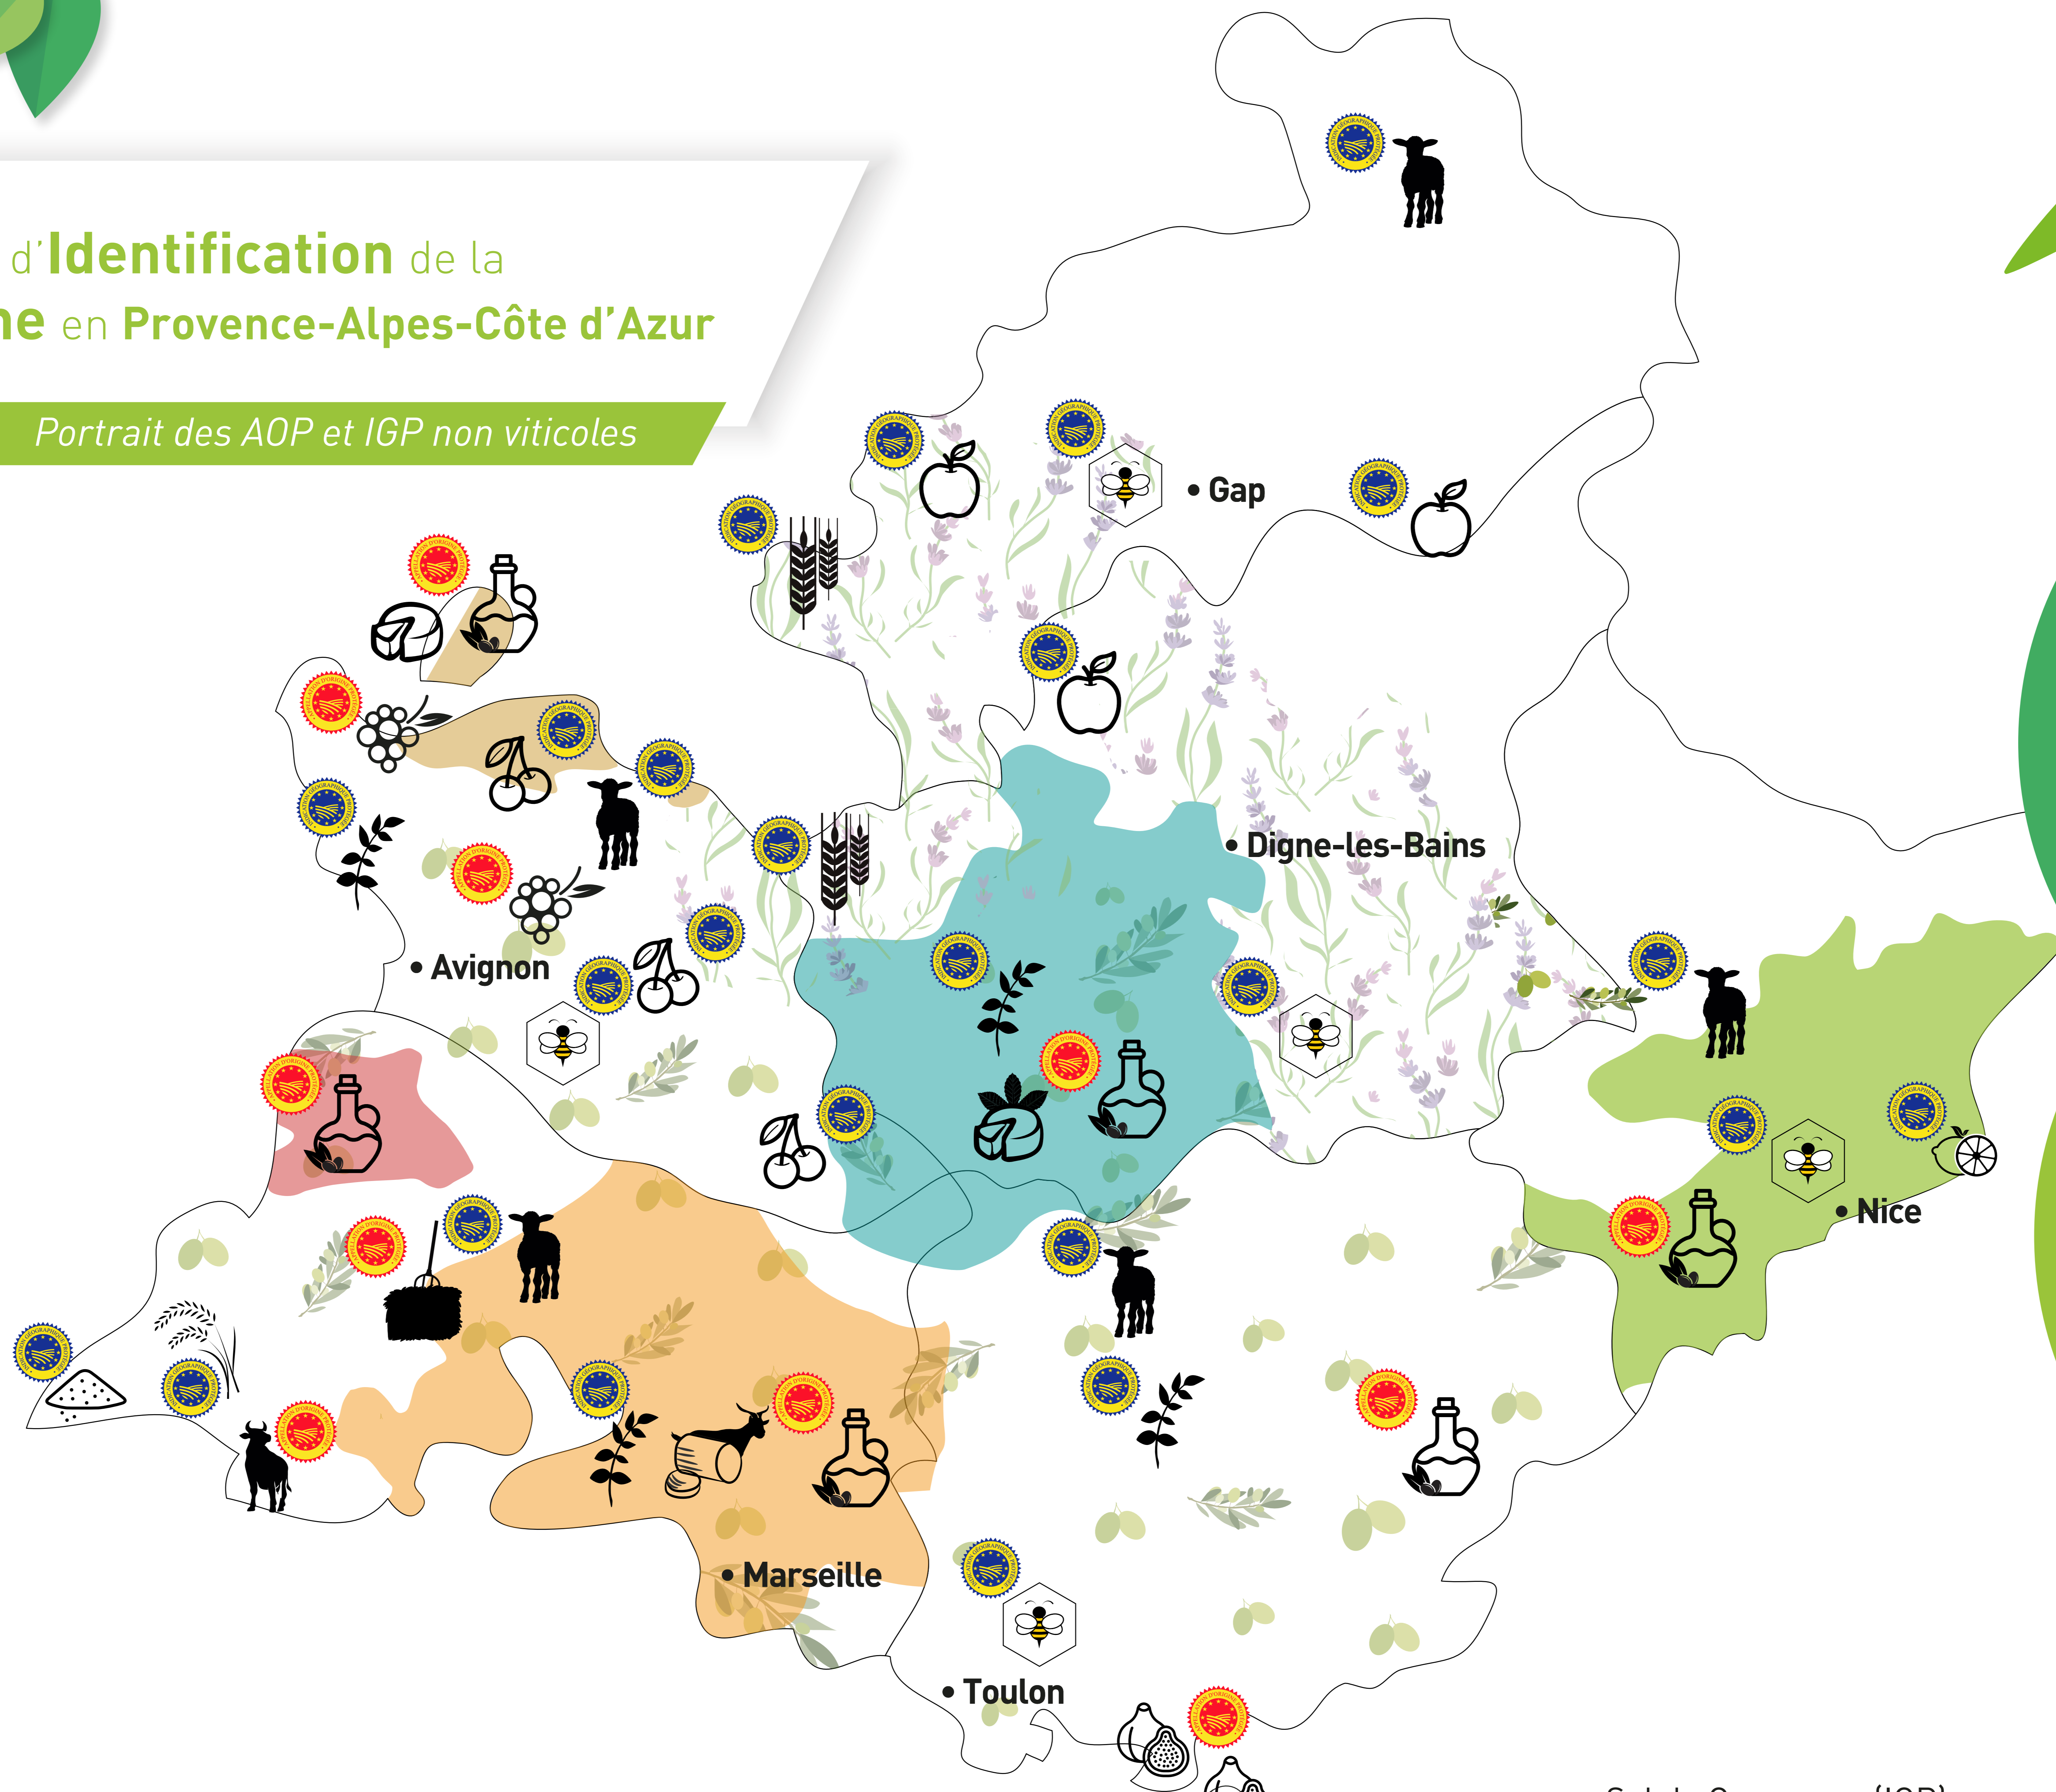 d'Identification de la
ne en Provence-Alpes-Côte d'Azur
Portrait des AOP et IGP non viticoles
• Gap
• Digne-les-Bains
• Avignon
• Nice
• Marseille
• Toulon